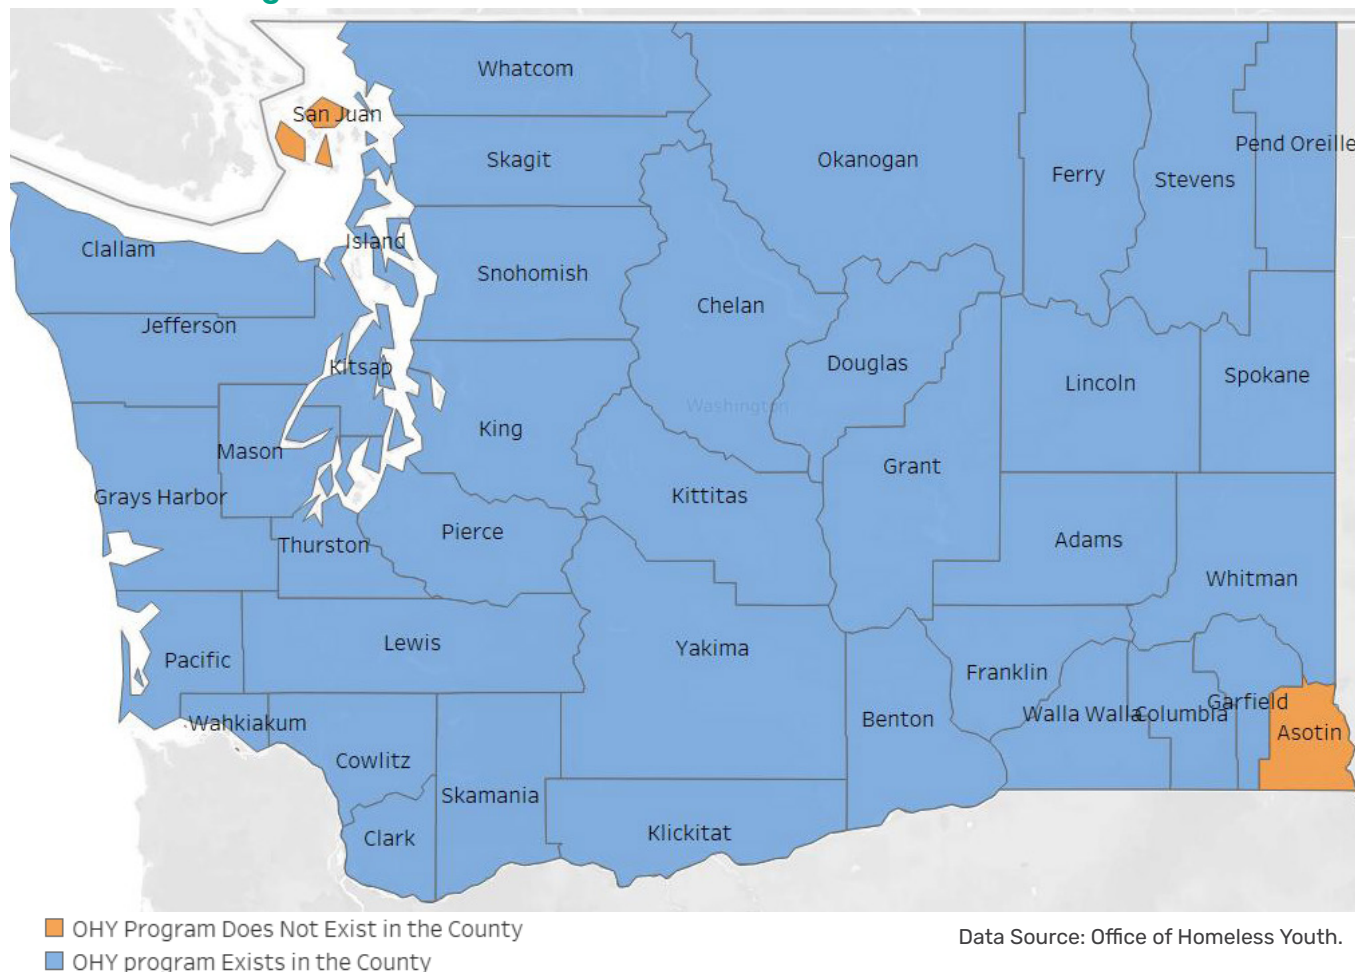 Whatcom
San Juan
Skagit
Okanogan
Ferry
Stevens
Pend Oreille
Clallam
Island
Snohomish
Chelan
Jefferson
Kitsap
Douglas
Lincoln
Spokane
Washington
King
Mason
Grant
Grays Harbor
Kittitas
Pierce
Thurston
Adams
Whitman
Lewis
Yakima
Pacific
Franklin
Garfield
Walla Walla
Columbia
Benton
Wahkiakum
Asotin
Cowlitz
Skamania
Clark
Klickitat
OHY Program Does Not Exist in the County
OHY program Exists in the County
Data Source: Office of Homeless Youth.